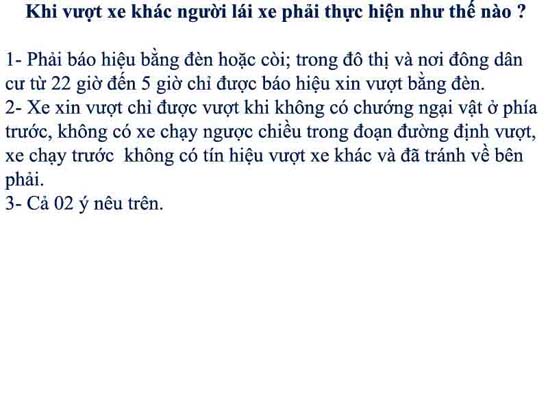 Khi vượt xe khác người lái xe phải thực hiện như thế nào ?
1- Phải báo hiệu bằng đèn hoặc còi; trong đô thị và nơi đông dân
cư từ 22 giờ đến 5 giờ chỉ được báo hiệu xin vượt bằng đèn.
2- Xe xin vượt chỉ được vượt khi không có chướng ngại vật ở phía
trước, không có xe chạy ngược chiều trong đoạn đường định vượt,
xe chạy trước không có tín hiệu vượt xe khác và đã tránh về bên
phải.
3- Cả 02 ý nêu trên.